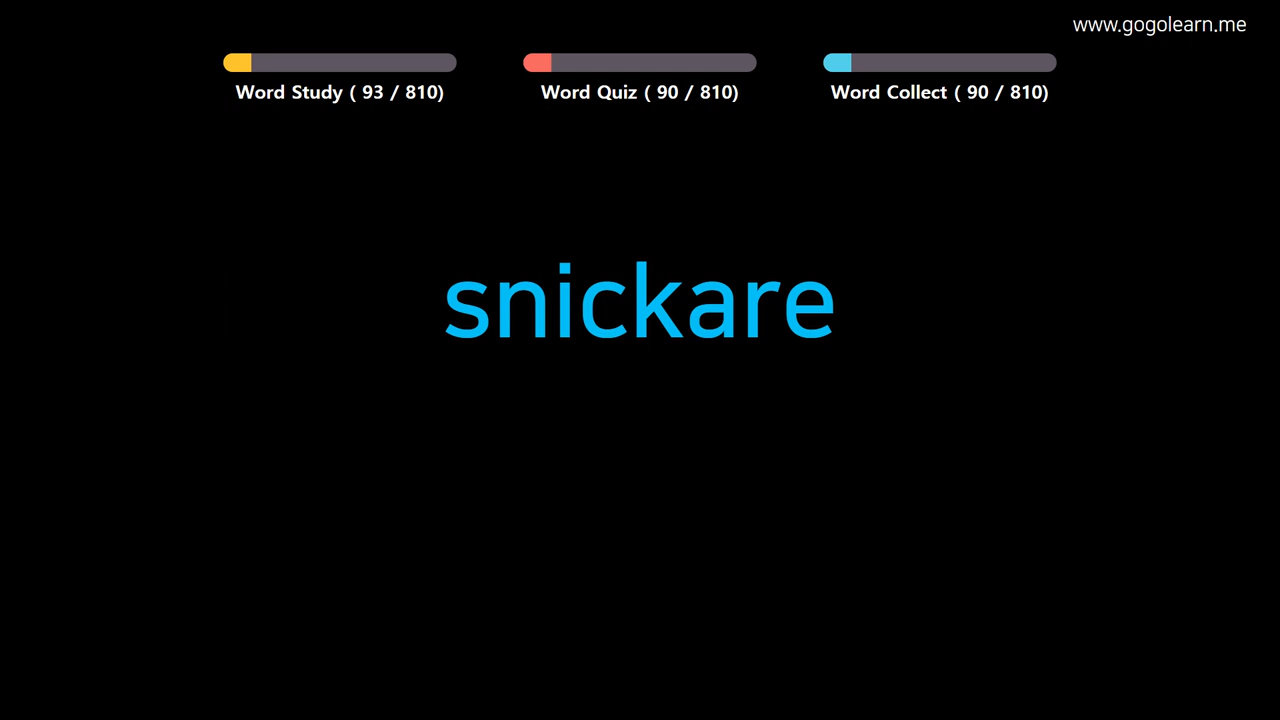 www.gogolearn.me
Word Study ( 93 / 810)
Word Quiz ( 90 / 810)
Word Collect ( 90 / 810)
snickare